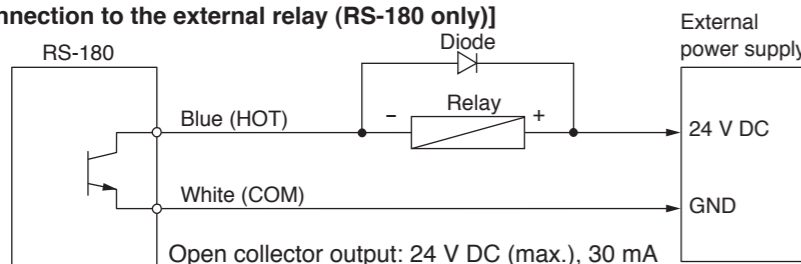 nnection to the external relay (RS-180 only)]
RS-180
Diode
External
power supply
Blue (HOT)
−
Relay
+
24 V DC
White (COM)
GND
Open collector output: 24 V DC (max.), 30 mA